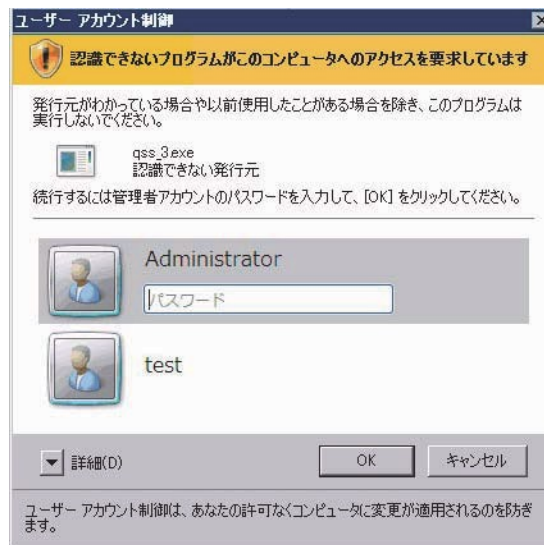 ユーザー アカウント制御
認識できないプログラムがこのコンピュータへのアクセスを要求しています
発行元がわかっている場合や以前使用したことがある場合を除き、このプログラムは
実行しないでください。
qss_3.exe
認識できない発行元
続行するには管理者アカウントのパスワードを入力して、[OK] をクリックしてください。
Administrator
パスワード
test
詳細(D)
OK
キャンセル
ユーザー アカウント制御は、あなたの許可なくコンピュータに変更が適用されるのを防ぎ
ます。